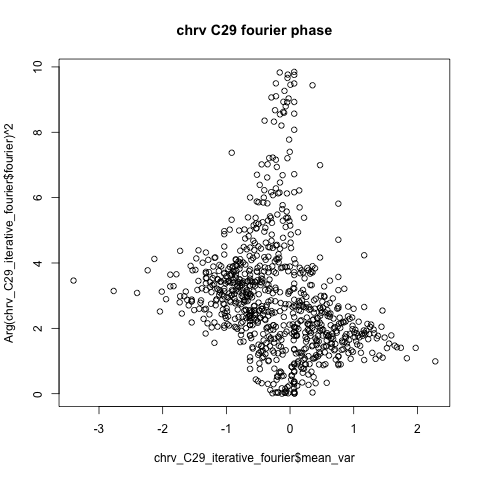 chrv C29 fourier phase
Arg(chrv_C29_iterative_fourier$fourier)^2
10
8
6
4
2
0
-3 -2 -1 0 1 2
chrv_C29_iterative_fourier$mean_var